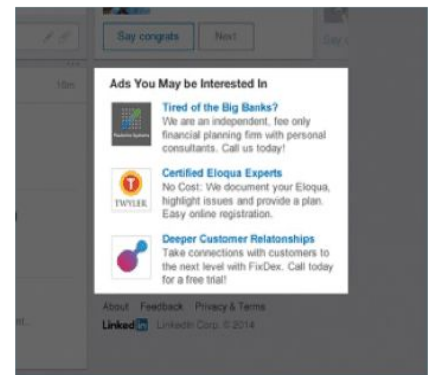 Say congrats Next
10m
Ads You May be Interested In
Tired of the Big Banks?
We are an independent, fee only
financial planning firm with personal
consultants. Call us today!
Certified Eloqua Experts
TWYLER
No Cost: We document your Eloqua,
highlight issues and provide a plan.
Easy online registration.
Deeper Customer Relationships
Take connections with customers to
the next level with FixDex. Call today
for a free trial!
About Feedback Privacy & Terms
LinkedIn LinkedIn Corp. © 2014